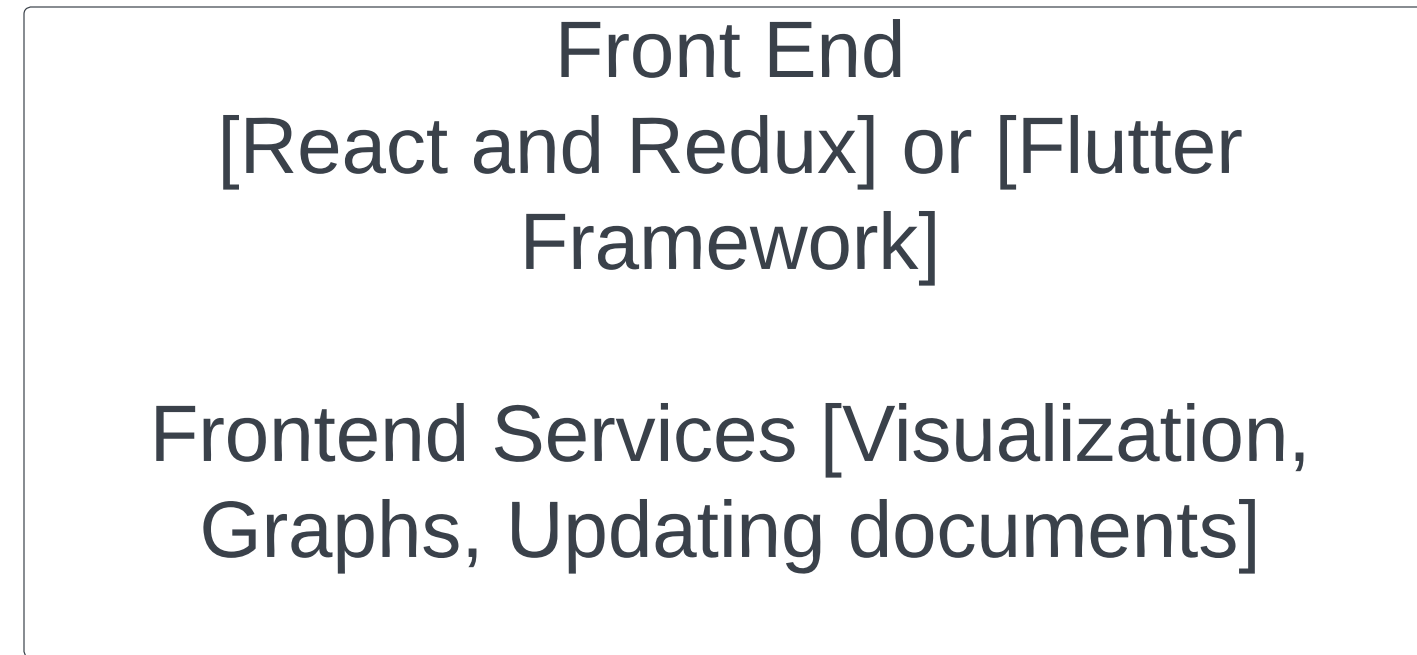 Front End
[React and Redux] or [Flutter
Framework]
Frontend Services [Visualization,
Graphs, Updating documents]